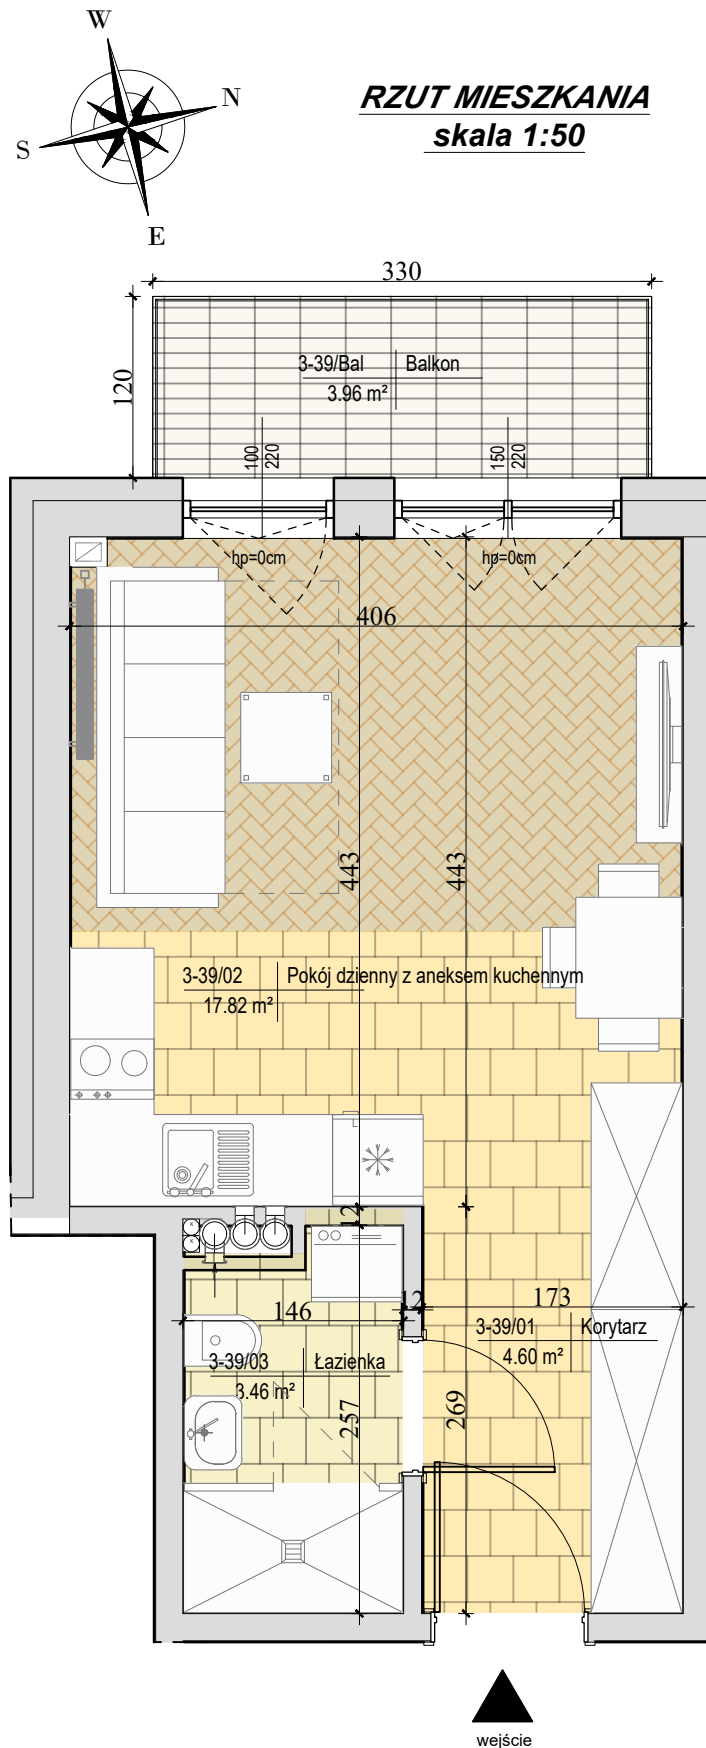 W
N
S
E
RZUT MIESZKANIA
skala 1:50
330
120
3-39/Bal Balkon
3.96 m²
100
220
150
220
hp=0cm
hp=0cm
406
443
443
3-39/02 Pokój dzienny z aneksem kuchennym
17.82 m²
12
12
146
173
3-39/01 Korytarz
4.60 m²
3-39/03 Łazienka
3.46 m²
257
269
wejście